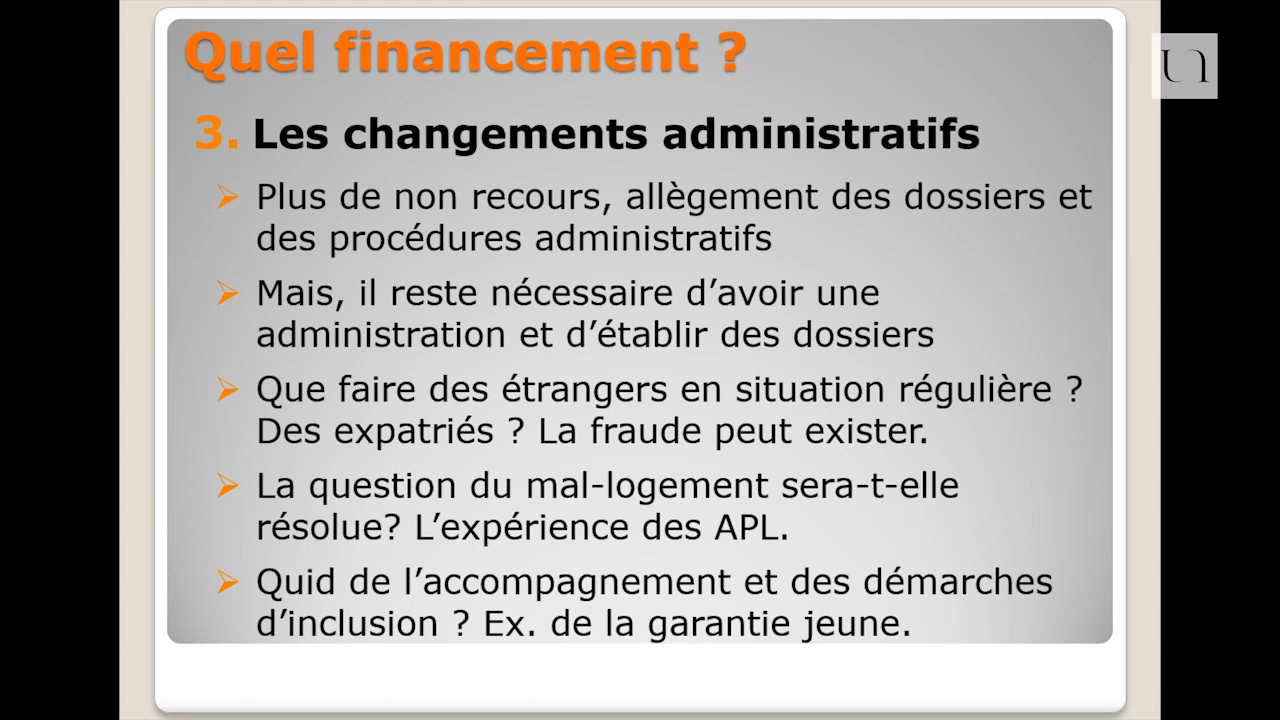 Quel financement ?
3. Les changements administratifs
Plus de non recours, allègement des dossiers et
des procédures administratifs
Mais, il reste nécessaire d’avoir une
administration et d’établir des dossiers
Que faire des étrangers en situation régulière ?
Des expatriés ? La fraude peut exister.
La question du mal-logement sera-t-elle
résolue? L’expérience des APL.
Quid de l’accompagnement et des démarches
d’inclusion ? Ex. de la garantie jeune.